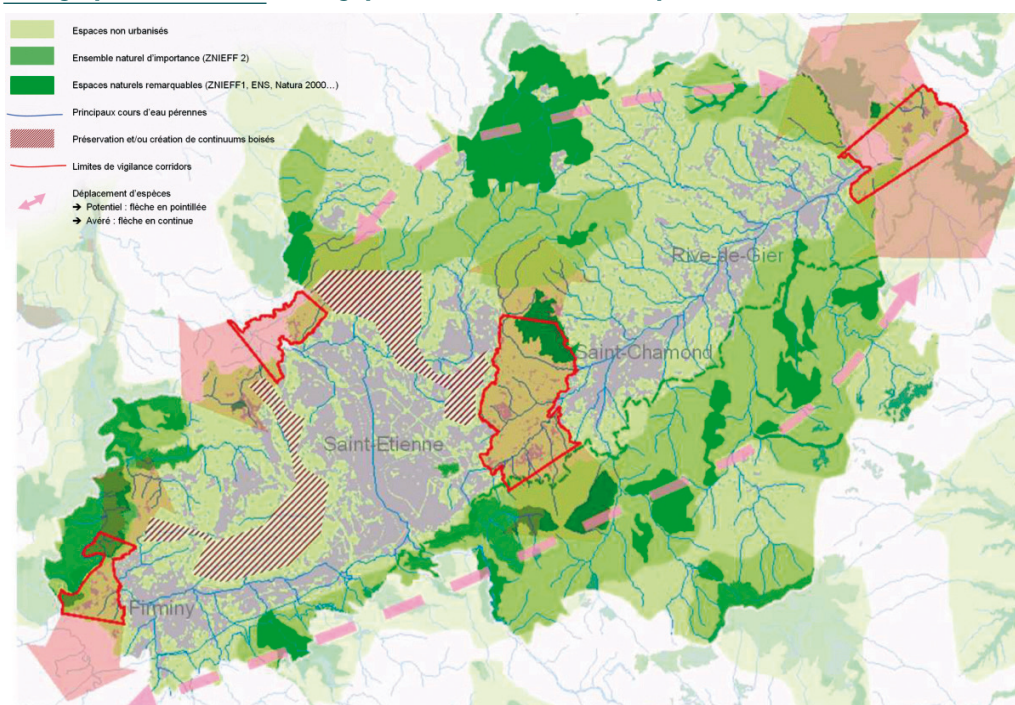 Espaces non urbanisés
Ensemble naturel d'importance (ZNIEFF 2)
Espaces naturels remarquables (ZNIEFF1, ENS, Natura 2000...)
Principaux cours d'eau pérennes
Préservation et/ou création de continuums boisés
Limites de vigilance corridors
Déplacement d'espèces
➔ Potentiel : flèche en pointillée
➔ Avéré : flèche en continue
Rive-de-Gier
Saint-Chamond
Saint-Etienne
Firminy